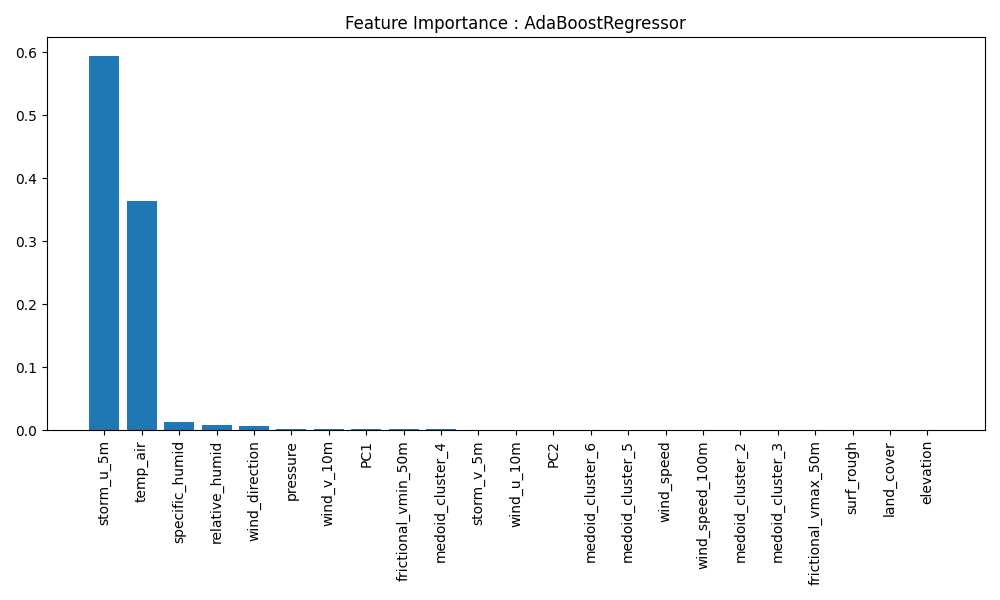 Feature Importance : AdaBoostRegressor
0.6
0.5
0.4
0.3
0.2
0.1
0.0
storm_u_5m
temp_air
specific_humid
relative_humid
wind_direction
pressure
wind_v_10m
PC1
frictional_vmin_50m
medoid_cluster_4
storm_v_5m
wind_u_10m
PC2
medoid_cluster_6
medoid_cluster_5
wind_speed
wind_speed_100m
medoid_cluster_2
medoid_cluster_3
frictional_vmax_50m
surf_rough
land_cover
elevation